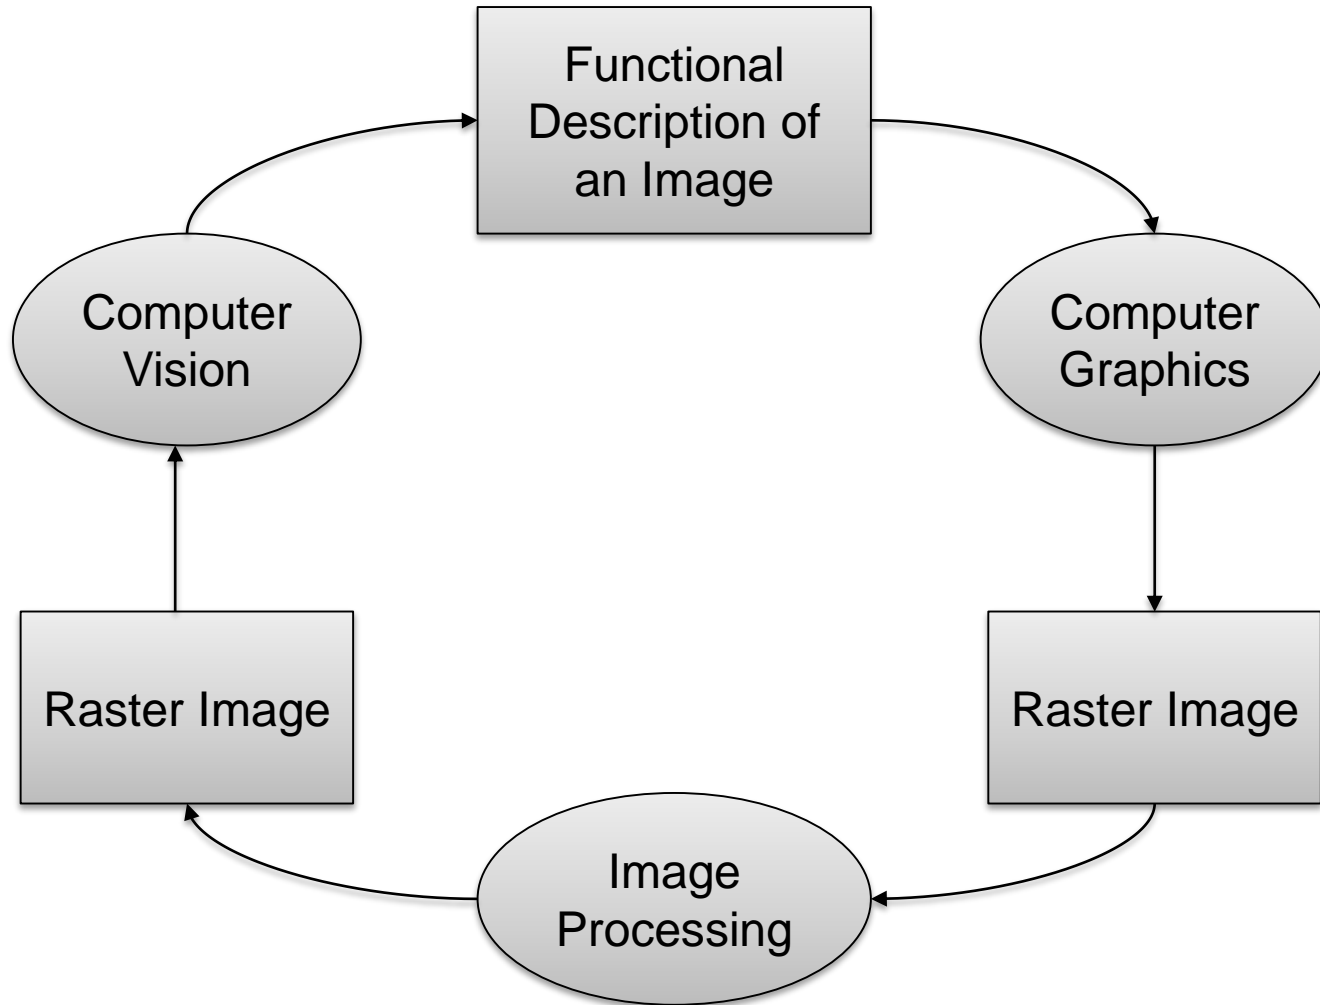 Functional
Description of
an Image
Computer
Vision
Computer
Graphics
Raster Image
Raster Image
Image
Processing